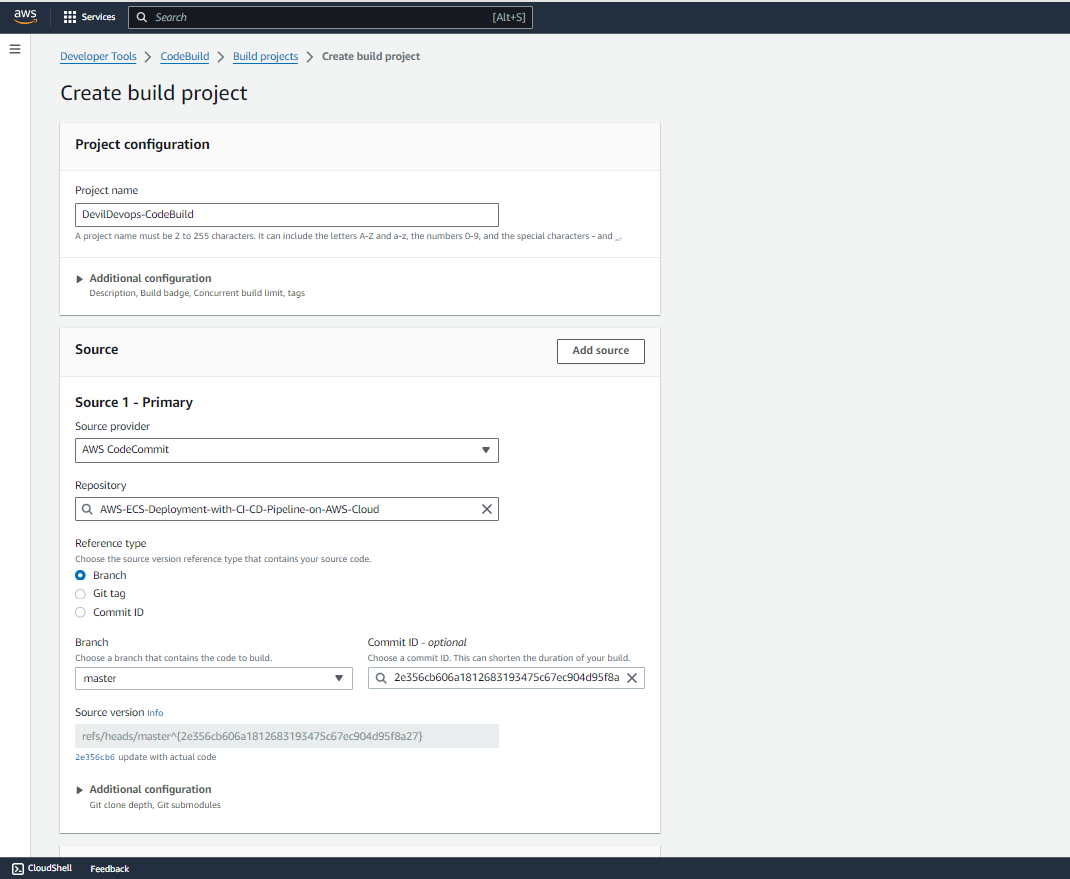 aws Services Search [Alt+S]
Developer Tools > CodeBuild > Build projects > Create build project
Create build project
Project configuration
Project name
DevilDevops-CodeBuild
A project name must be 2 to 255 characters. It can include the letters A-Z and a-z, the numbers 0-9, and the special characters - and _.
Additional configuration
Description, Build badge, Concurrent build limit, tags
Source Add source
Source 1 - Primary
Source provider
AWS CodeCommit
Repository
AWS-ECS-Deployment-with-CI-CD-Pipeline-on-AWS-Cloud
Reference type
Choose the source version reference type that contains your source code.
Branch
Git tag
Commit ID
Branch Commit ID - optional
Choose a branch that contains the code to build. Choose a commit ID. This can shorten the duration of your build.
master 2e356cb606a1812683193475c67ec904d95f8a
Source version Info
refs/heads/master^{2e356cb606a1812683193475c67ec904d95f8a27}
2e356cb6 update with actual code
Additional configuration
Git clone depth, Git submodules
CloudShell Feedback